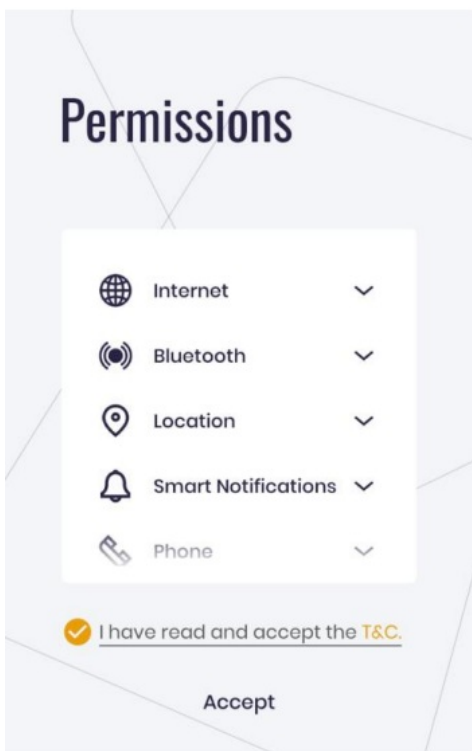 Permissions
Internet
Bluetooth
Location
Smart Notifications
Phone
I have read and accept the T&C.
Accept